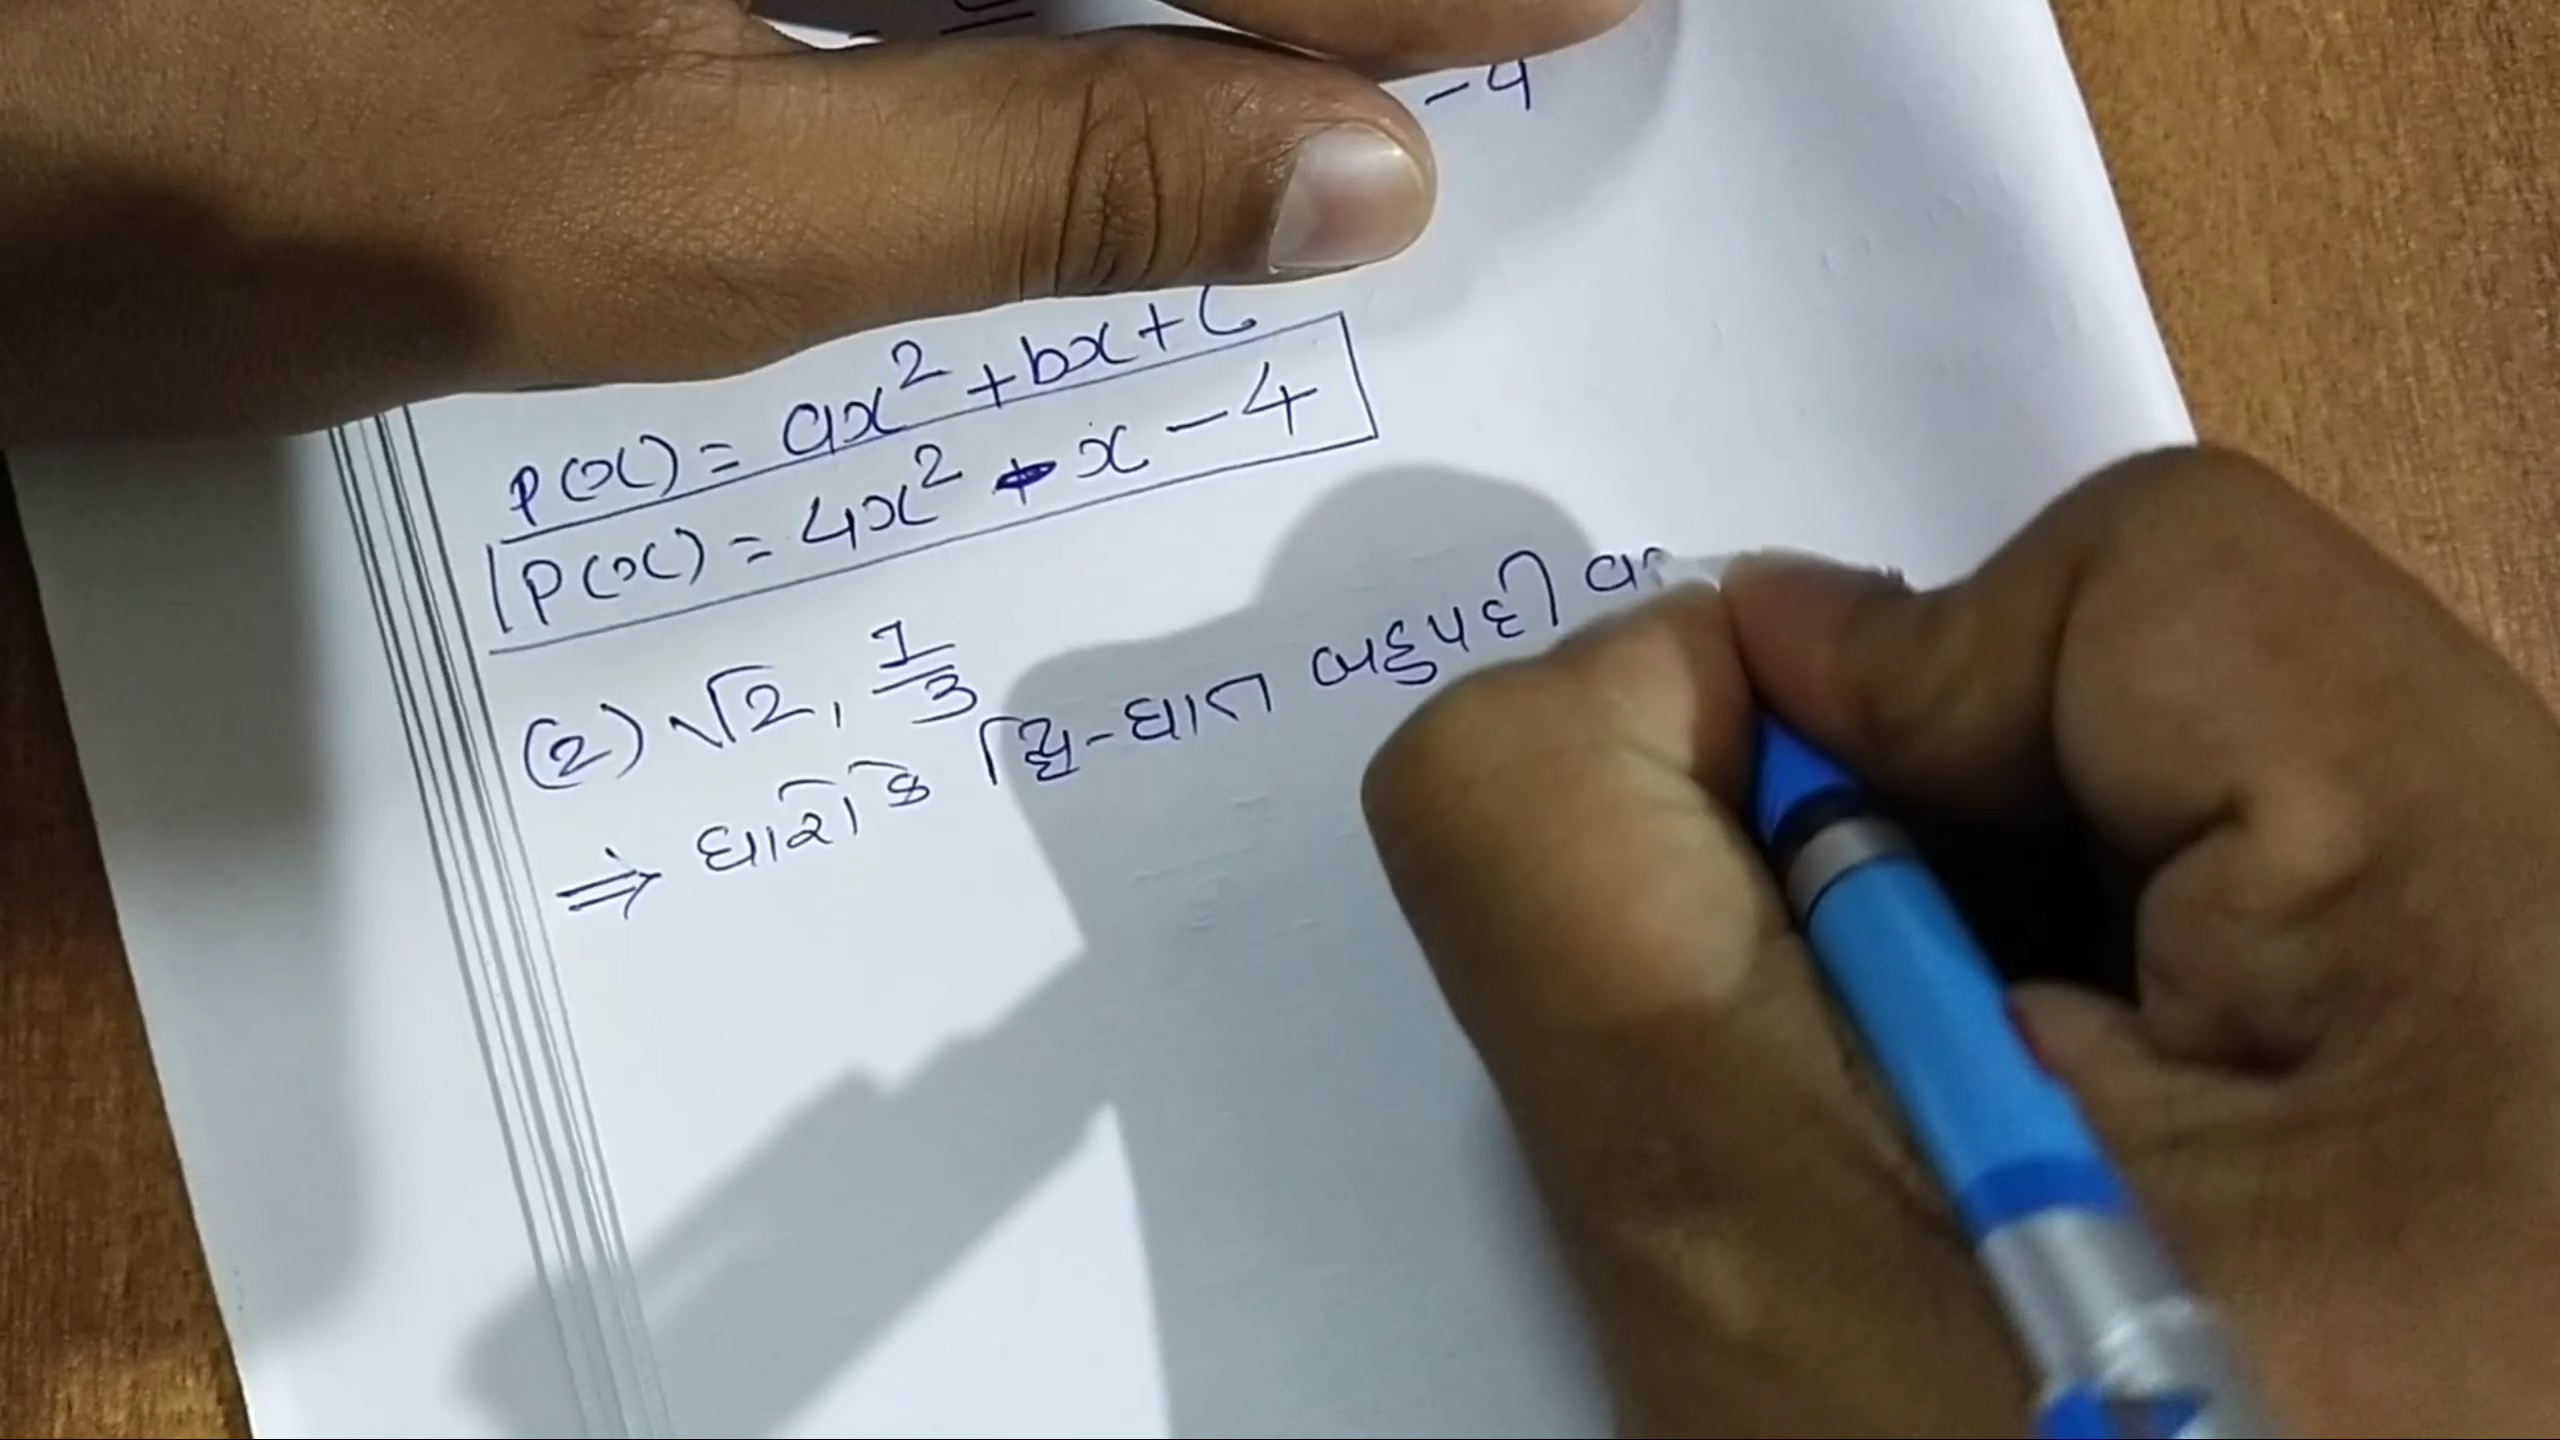 - 4
P(x) = ax² + bx + c
P(x) = 4x² - x - 4
(2) √2, 1/3
⇒ ધારો કે દ્વિ-ઘાત બહુપદી